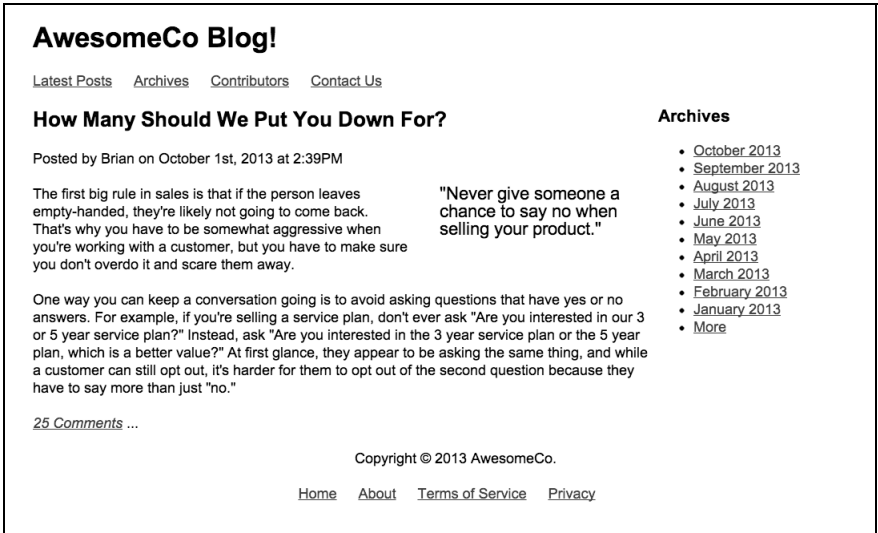 AwesomeCo Blog!
Latest Posts Archives Contributors Contact Us
How Many Should We Put You Down For?
Posted by Brian on October 1st, 2013 at 2:39PM
The first big rule in sales is that if the person leaves
empty-handed, they're likely not going to come back.
That's why you have to be somewhat aggressive when
you're working with a customer, but you have to make sure
you don't overdo it and scare them away.
"Never give someone a
chance to say no when
selling your product."
One way you can keep a conversation going is to avoid asking questions that have yes or no
answers. For example, if you're selling a service plan, don't ever ask "Are you interested in our 3
or 5 year service plan?" Instead, ask "Are you interested in the 3 year service plan or the 5 year
plan, which is a better value?" At first glance, they appear to be asking the same thing, and while
a customer can still opt out, it's harder for them to opt out of the second question because they
have to say more than just "no."
25 Comments ...
Archives
October 2013
September 2013
August 2013
July 2013
June 2013
May 2013
April 2013
March 2013
February 2013
January 2013
More
Copyright © 2013 AwesomeCo.
Home About Terms of Service Privacy